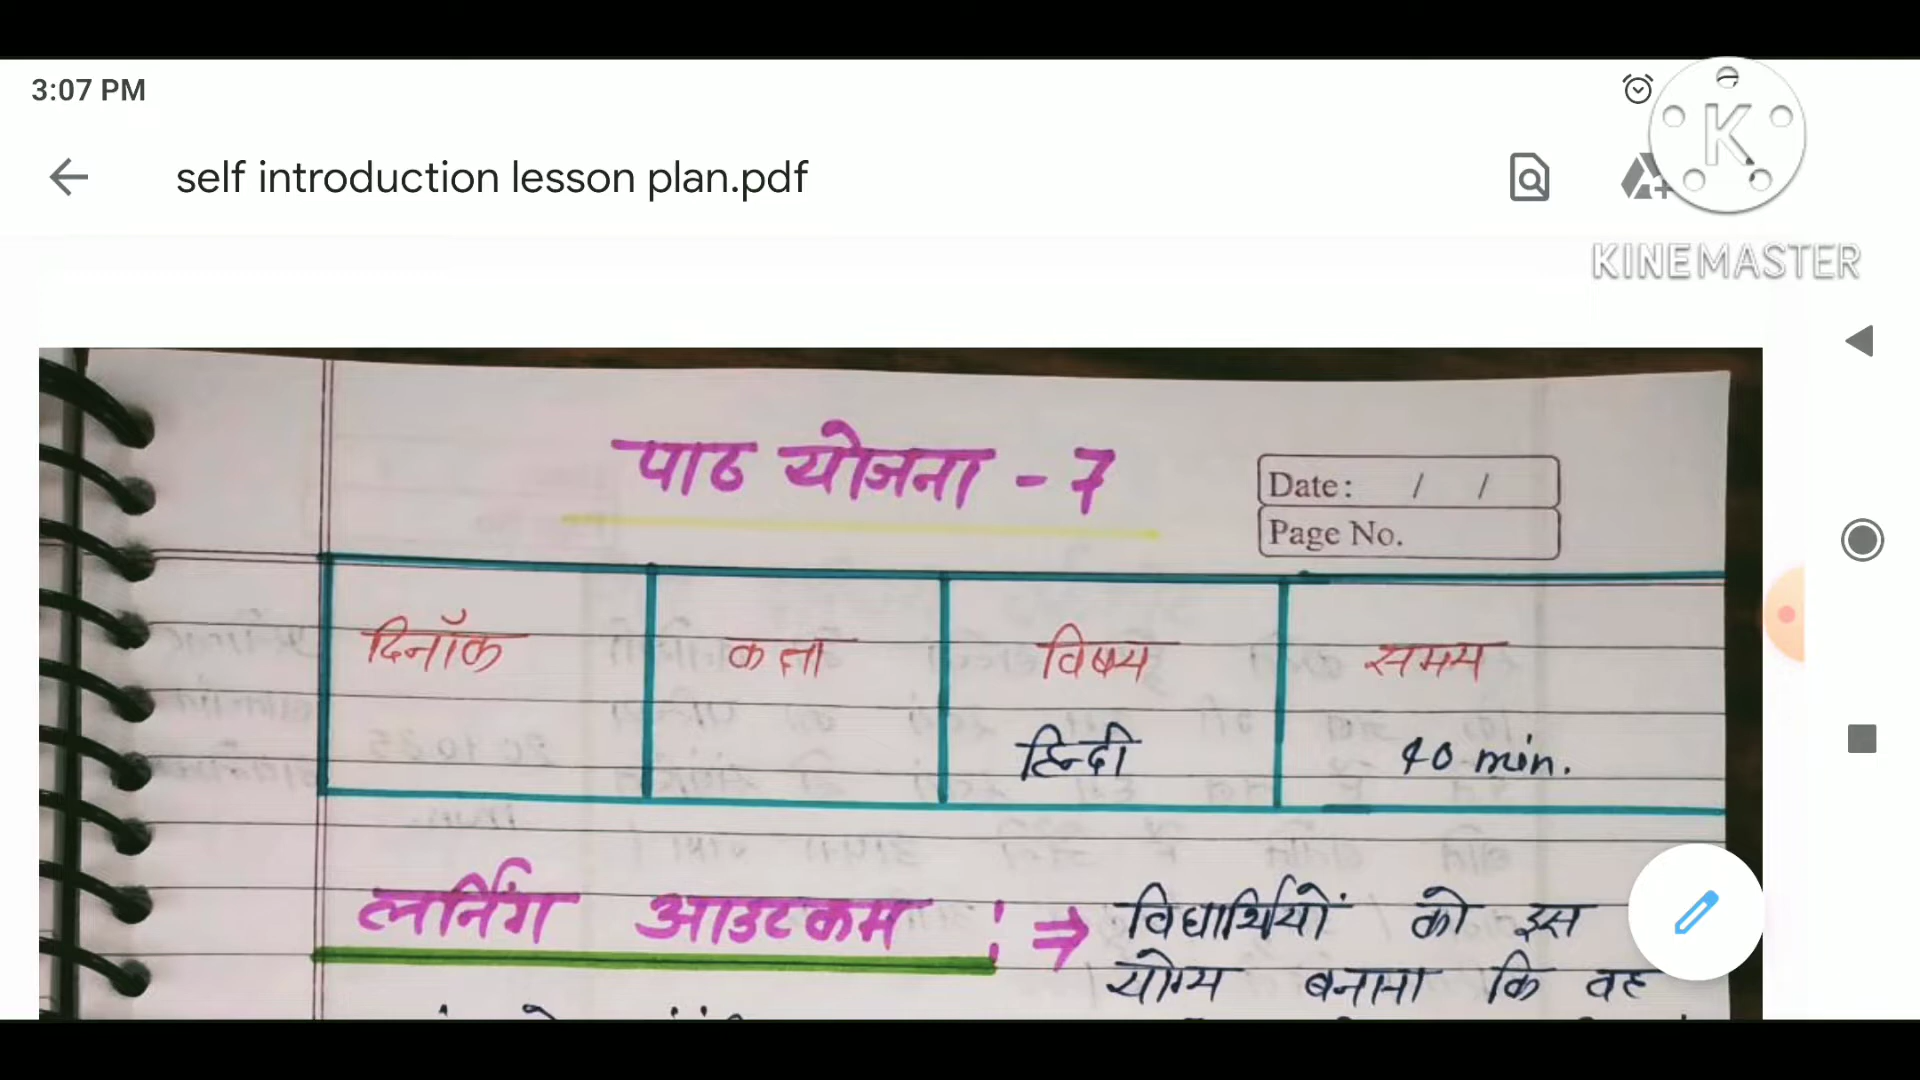 3:07 PM
self introduction lesson plan.pdf
K
KINEMASTER
पाठ योजना - 7
Date: / /
Page No.
दिनाँक कक्षा विषय समय
हिन्दी 40 min.
लर्निंग आउटकम : ⇒ विद्यार्थियों को इस
योग्य बनाना कि वह